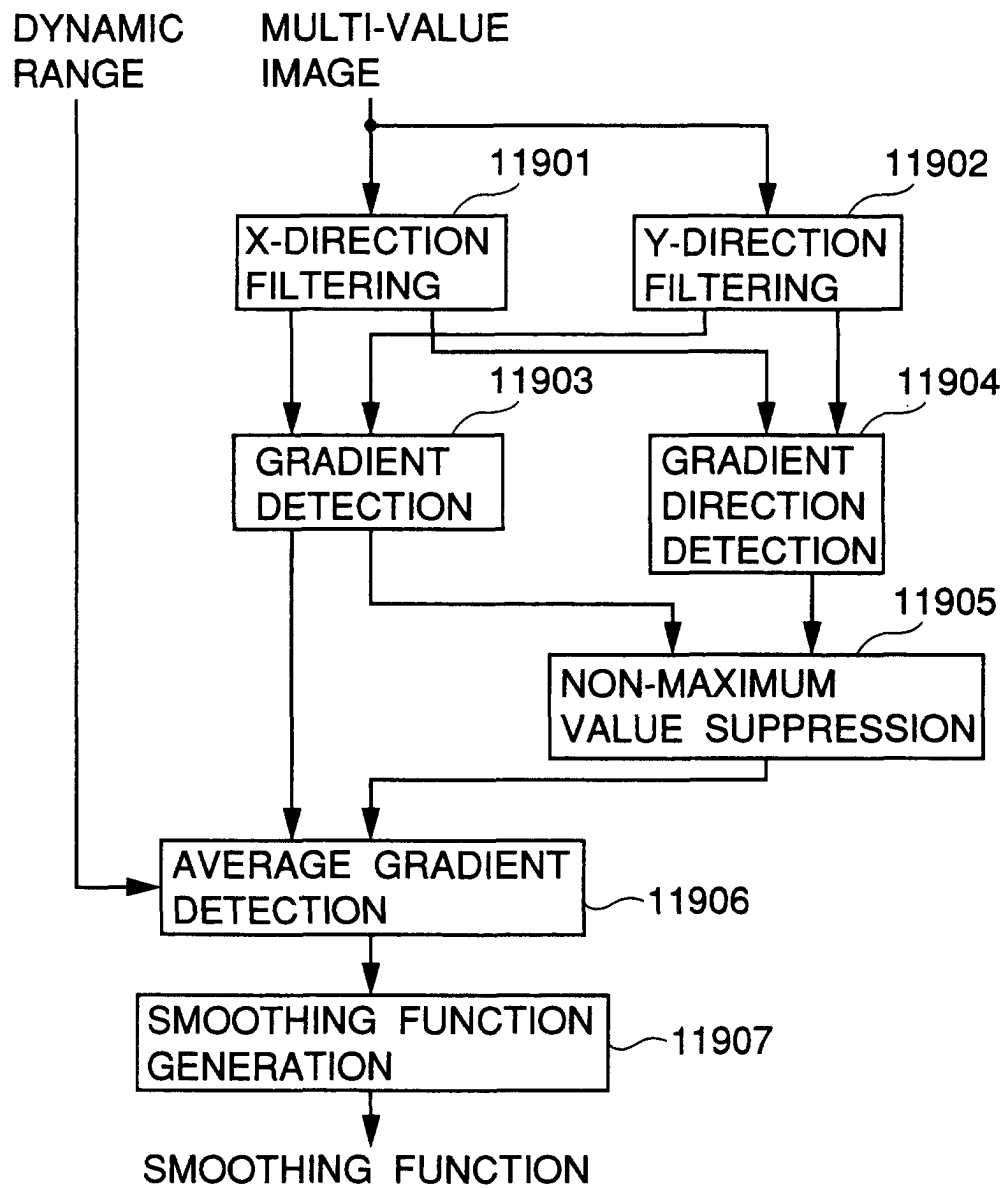 DYNAMIC
RANGE
MULTI-VALUE
IMAGE
11901
11902
X-DIRECTION
FILTERING
Y-DIRECTION
FILTERING
11903
11904
GRADIENT
DETECTION
GRADIENT
DIRECTION
DETECTION
11905
NON-MAXIMUM
VALUE SUPPRESSION
AVERAGE GRADIENT
DETECTION
11906
SMOOTHING FUNCTION
GENERATION
11907
SMOOTHING FUNCTION